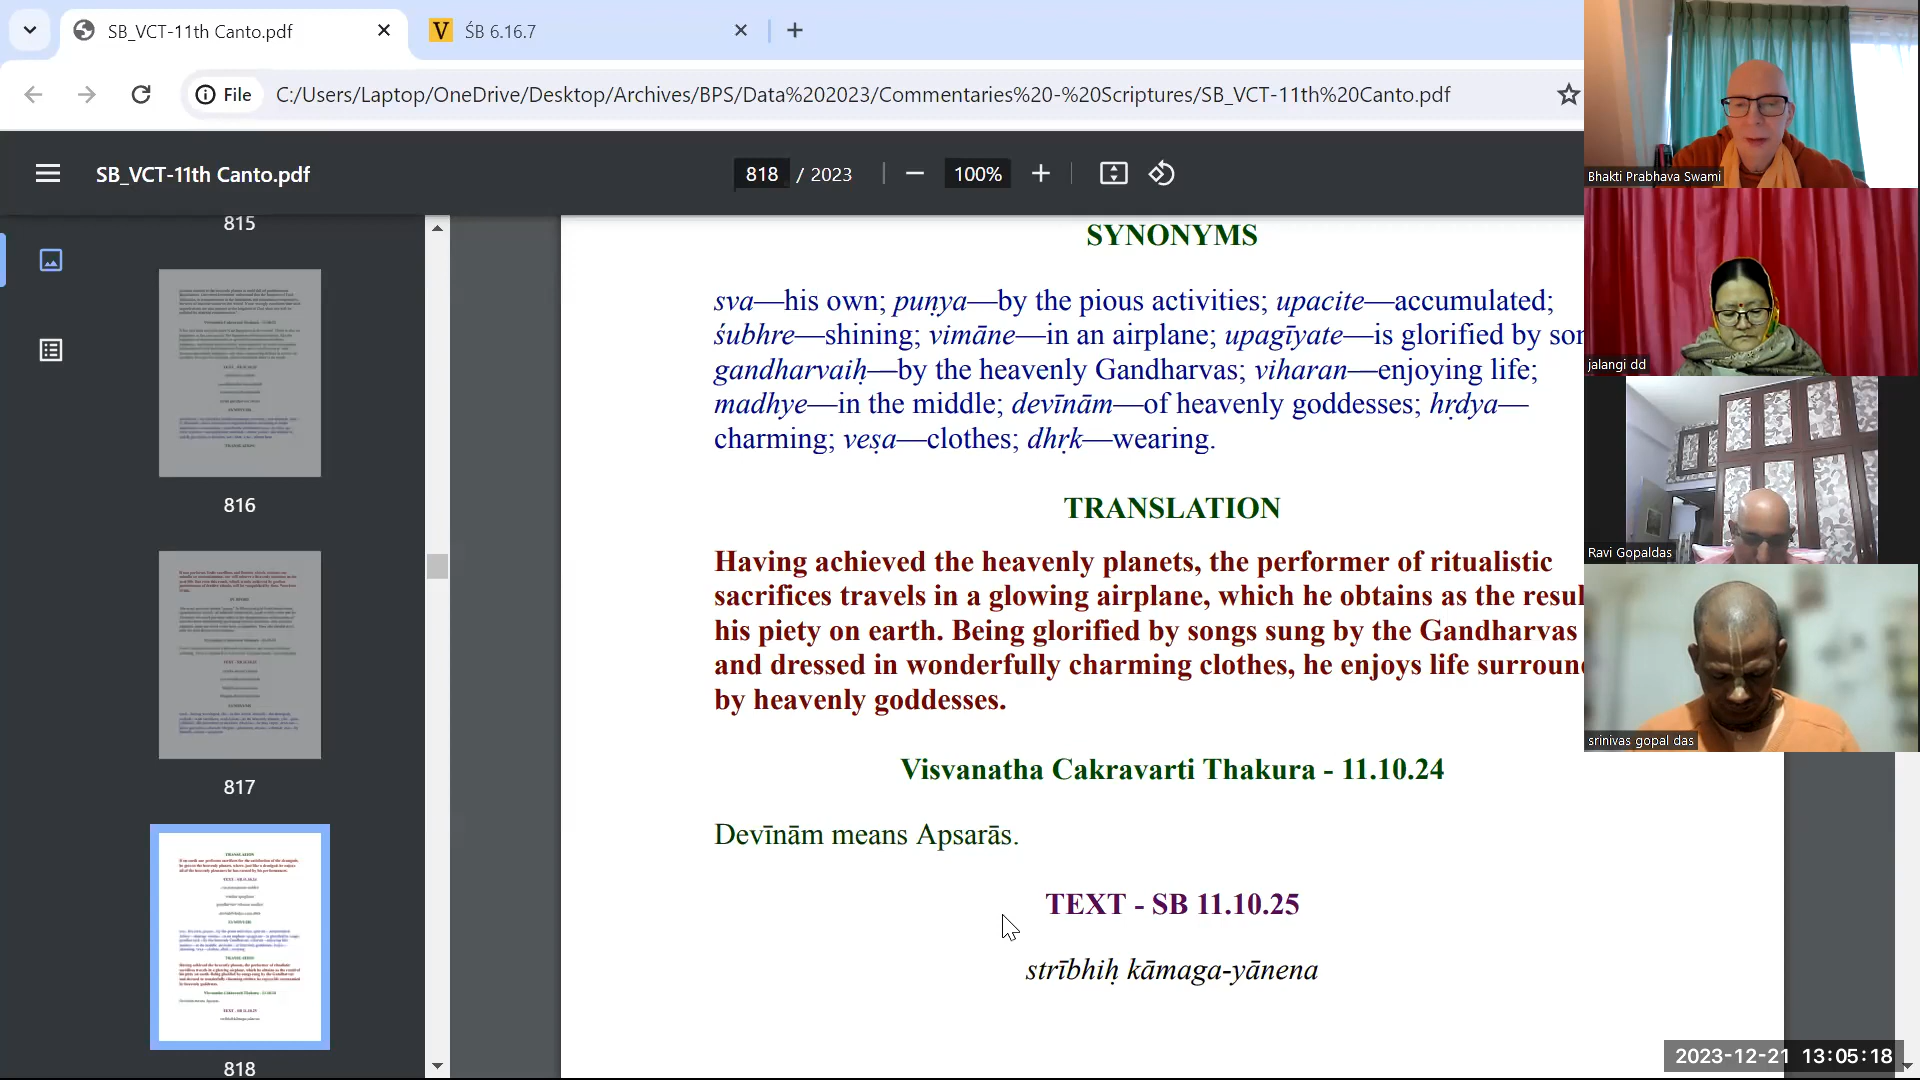 SB_VCT-11th Canto.pdf
ŚB 6.16.7
File
C:/Users/Laptop/OneDrive/Desktop/Archives/BPS/Data%202023/Commentaries%20-%20Scriptures/SB_VCT-11th%20Canto.pdf
SB_VCT-11th Canto.pdf
818 / 2023
100%
815
816
817
818
SYNONYMS
sva—his own; puṇya—by the pious activities; upacite—accumulated;
śubhre—shining; vimāne—in an airplane; upagīyate—is glorified by son
gandharvaiḥ—by the heavenly Gandharvas; viharan—enjoying life;
madhye—in the middle; devīnām—of heavenly goddesses; hṛdya—
charming; veṣa—clothes; dhṛk—wearing.
TRANSLATION
Having achieved the heavenly planets, the performer of ritualistic
sacrifices travels in a glowing airplane, which he obtains as the resul
his piety on earth. Being glorified by songs sung by the Gandharvas
and dressed in wonderfully charming clothes, he enjoys life surroun
by heavenly goddesses.
Visvanatha Cakravarti Thakura - 11.10.24
Devīnām means Apsarās.
TEXT - SB 11.10.25
strībhiḥ kāmaga-yānena
Bhakti Prabhava Swami
jalangi dd
Ravi Gopaldas
srinivas gopal das
2023-12-21 13:05:18